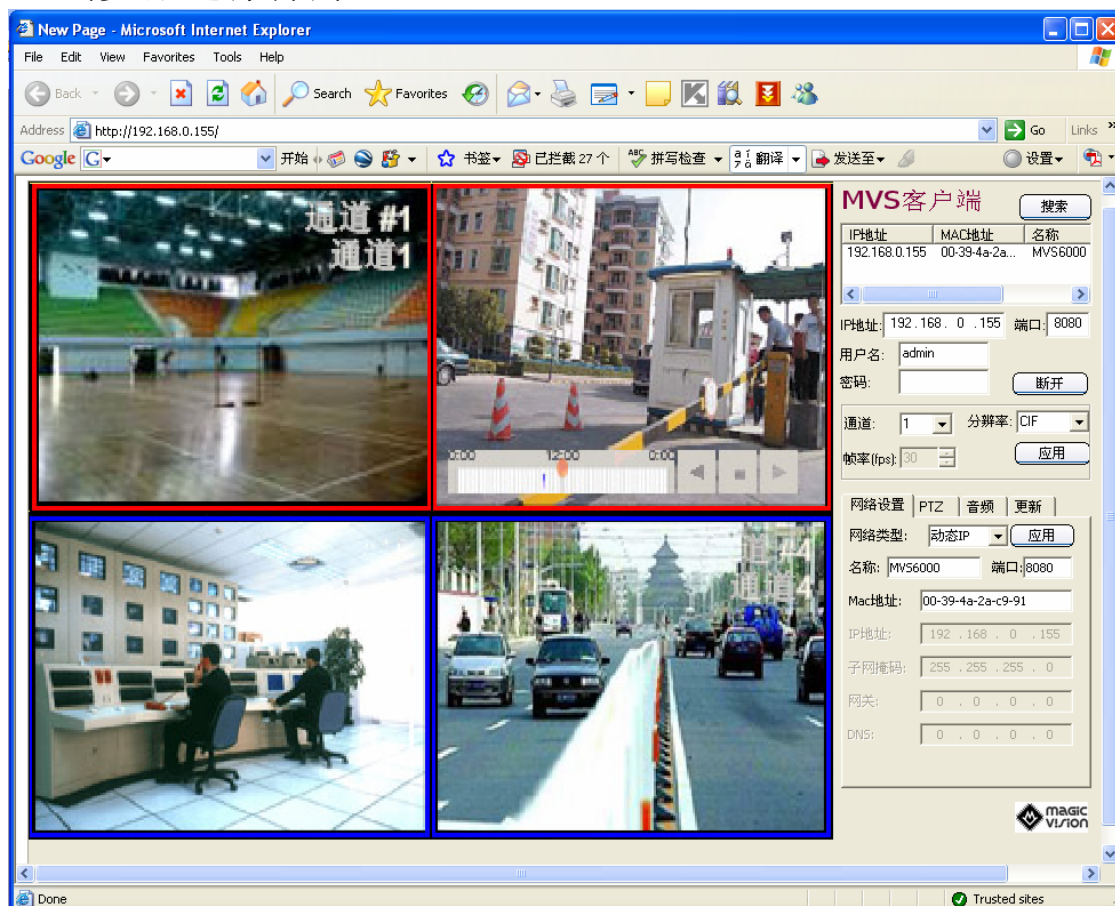 New Page - Microsoft Internet Explorer
File Edit View Favorites Tools Help
Back Search Favorites
Address http://192.168.0.155/ Go Links
Google G 开始 书签 已拦截 27 个 ABC 拼写检查 翻译 发送至 设置
通道 #1
通道1
0:00 12:00 0:00
#4
通道4
MVS客户端 搜索
IP地址 MAC地址 名称
192.168.0.155 00-39-4a-2a... MVS6000
IP地址: 192.168. 0 .155 端口: 8080
用户名: admin
密码: 断开
通道: 1 分辨率: CIF
帧率(fps): 30 应用
网络设置 PTZ 音频 更新
网络类型: 动态IP 应用
名称: MVS6000 端口: 8080
Mac地址: 00-39-4a-2a-c9-91
IP地址: 192 . 168 . 0 . 155
子网掩码: 255 . 255 . 255 . 0
网关: 0 . 0 . 0 . 0
DNS: 0 . 0 . 0 . 0
magic
vision
Done Trusted sites